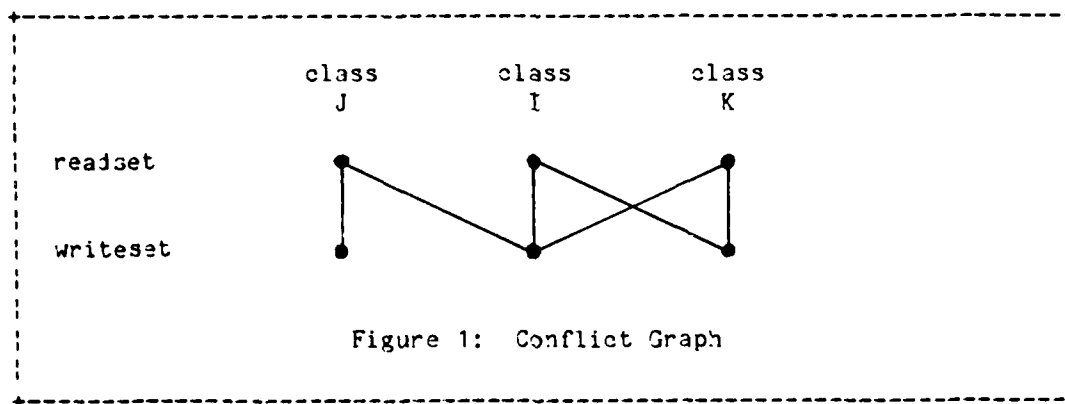 class class class
J I K
readset
writeset
Figure 1: Conflict Graph